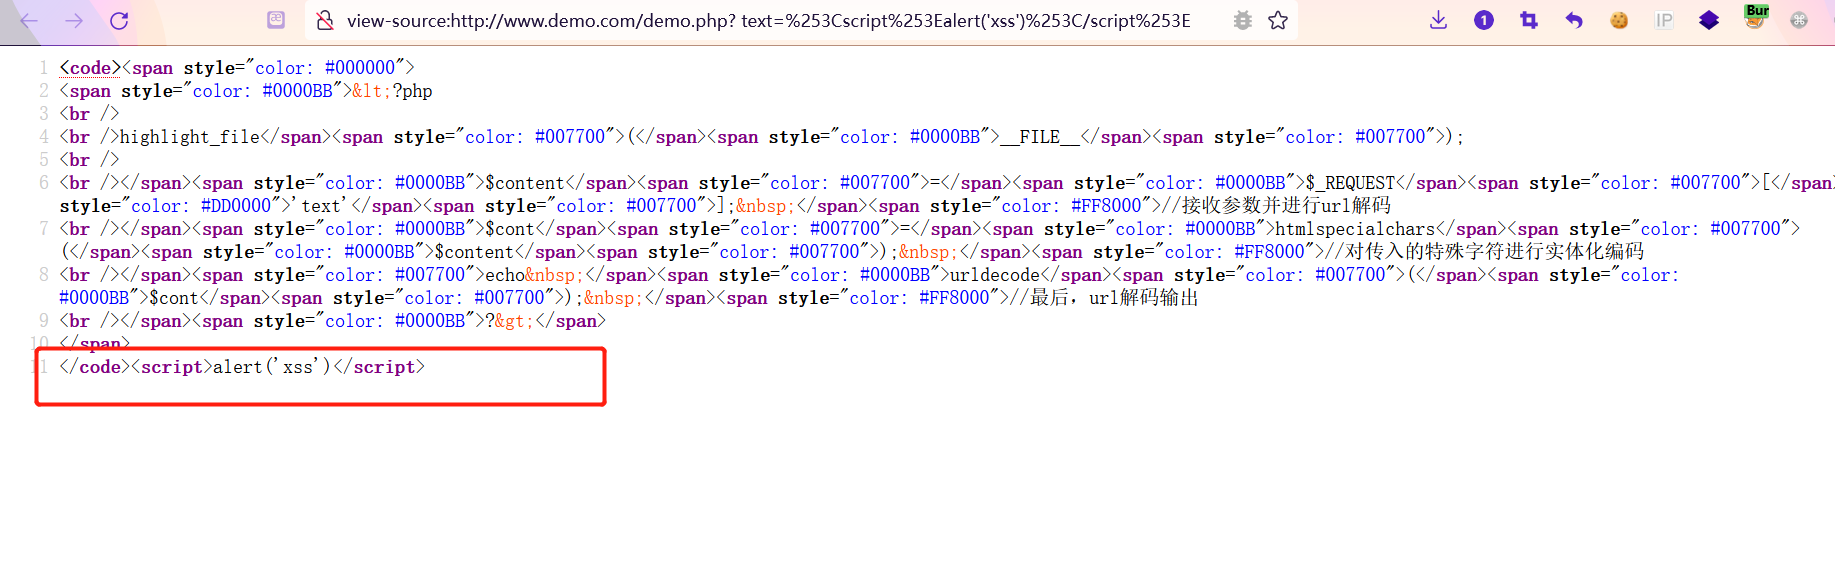 view-source:http://www.demo.com/demo.php? text=%253Cscript%253Ealert('xss')%253C/script%253E
1
IP
Bur
1 <code><span style="color: #000000">
2 <span style="color: #0000BB">&lt;?php
3 <br />
4 <br />highlight_file</span><span style="color: #007700">(</span><span style="color: #0000BB">__FILE__</span><span style="color: #007700">);
5 <br />
6 <br /></span><span style="color: #0000BB">$content</span><span style="color: #007700">=</span><span style="color: #0000BB">$_REQUEST</span><span style="color: #007700">[</span
style="color: #DD0000">'text'</span><span style="color: #007700">];&nbsp;</span><span style="color: #FF8000">//接收参数并进行url解码
7 <br /></span><span style="color: #0000BB">$cont</span><span style="color: #007700">=</span><span style="color: #0000BB">htmlspecialchars</span><span style="color: #007700">
(</span><span style="color: #0000BB">$content</span><span style="color: #007700">);&nbsp;</span><span style="color: #FF8000">//对传入的特殊字符进行实体化编码
8 <br /></span><span style="color: #007700">echo&nbsp;</span><span style="color: #0000BB">urldecode</span><span style="color: #007700">(</span><span style="color:
#0000BB">$cont</span><span style="color: #007700">);&nbsp;</span><span style="color: #FF8000">//最后，url解码输出
9 <br /></span><span style="color: #0000BB">?&gt;</span>
10 </span>
11 </code><script>alert('xss')</script>